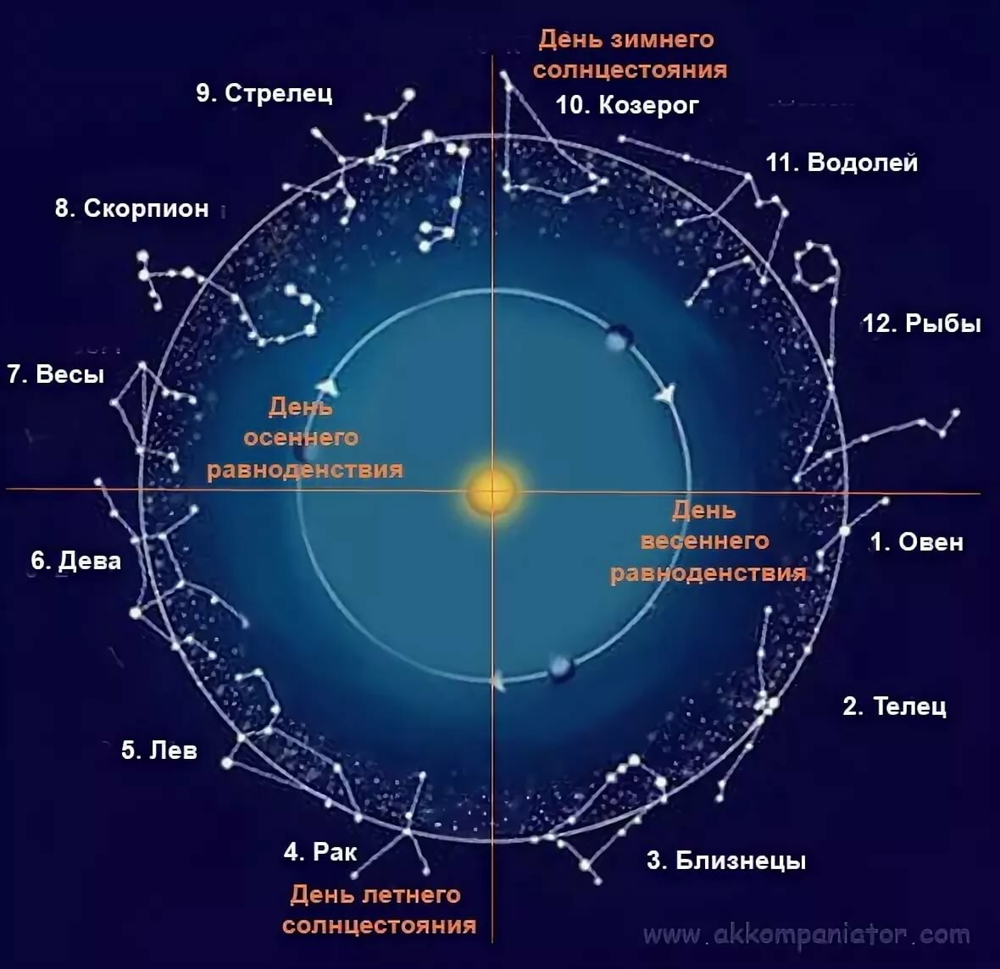 День зимнего
солнцестояния
9. Стрелец
10. Козерог
11. Водолей
8. Скорпион
12. Рыбы
7. Весы
День
осеннего
равноденствия
День
весеннего
равноденствия
1. Овен
6. Дева
2. Телец
5. Лев
4. Рак
3. Близнецы
День летнего
солнцестояния
www.akkompaniator.com